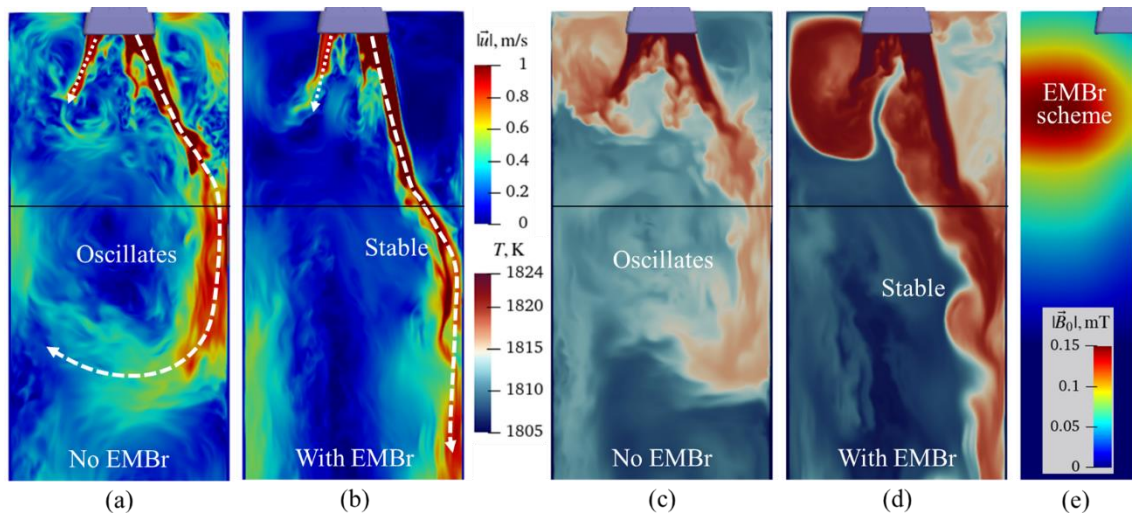 |u⃗|, m/s
1
0.8
0.6
0.4
0.2
0
T, K
1824
1820
1815
1810
1805
Oscillates
No EMBr
Stable
With EMBr
Oscillates
No EMBr
Stable
With EMBr
EMBr
scheme
|B⃗₀|, mT
0.15
0.1
0.05
0
(a)
(b)
(c)
(d)
(e)